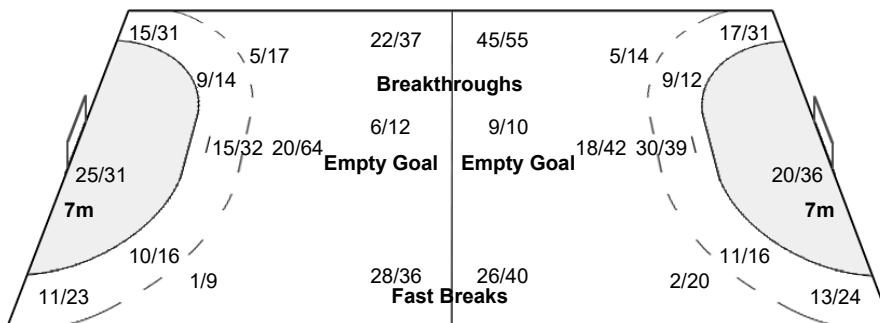 15/31 22/37 45/55 17/31
5/17 5/14
9/14 Breakthroughs 9/12
6/12 9/10
15/32 20/64 18/42 30/39
Empty Goal Empty Goal
25/31 20/36
7m 7m
10/16 11/16
1/9 28/36 26/40 2/20
11/23 Fast Breaks 13/24